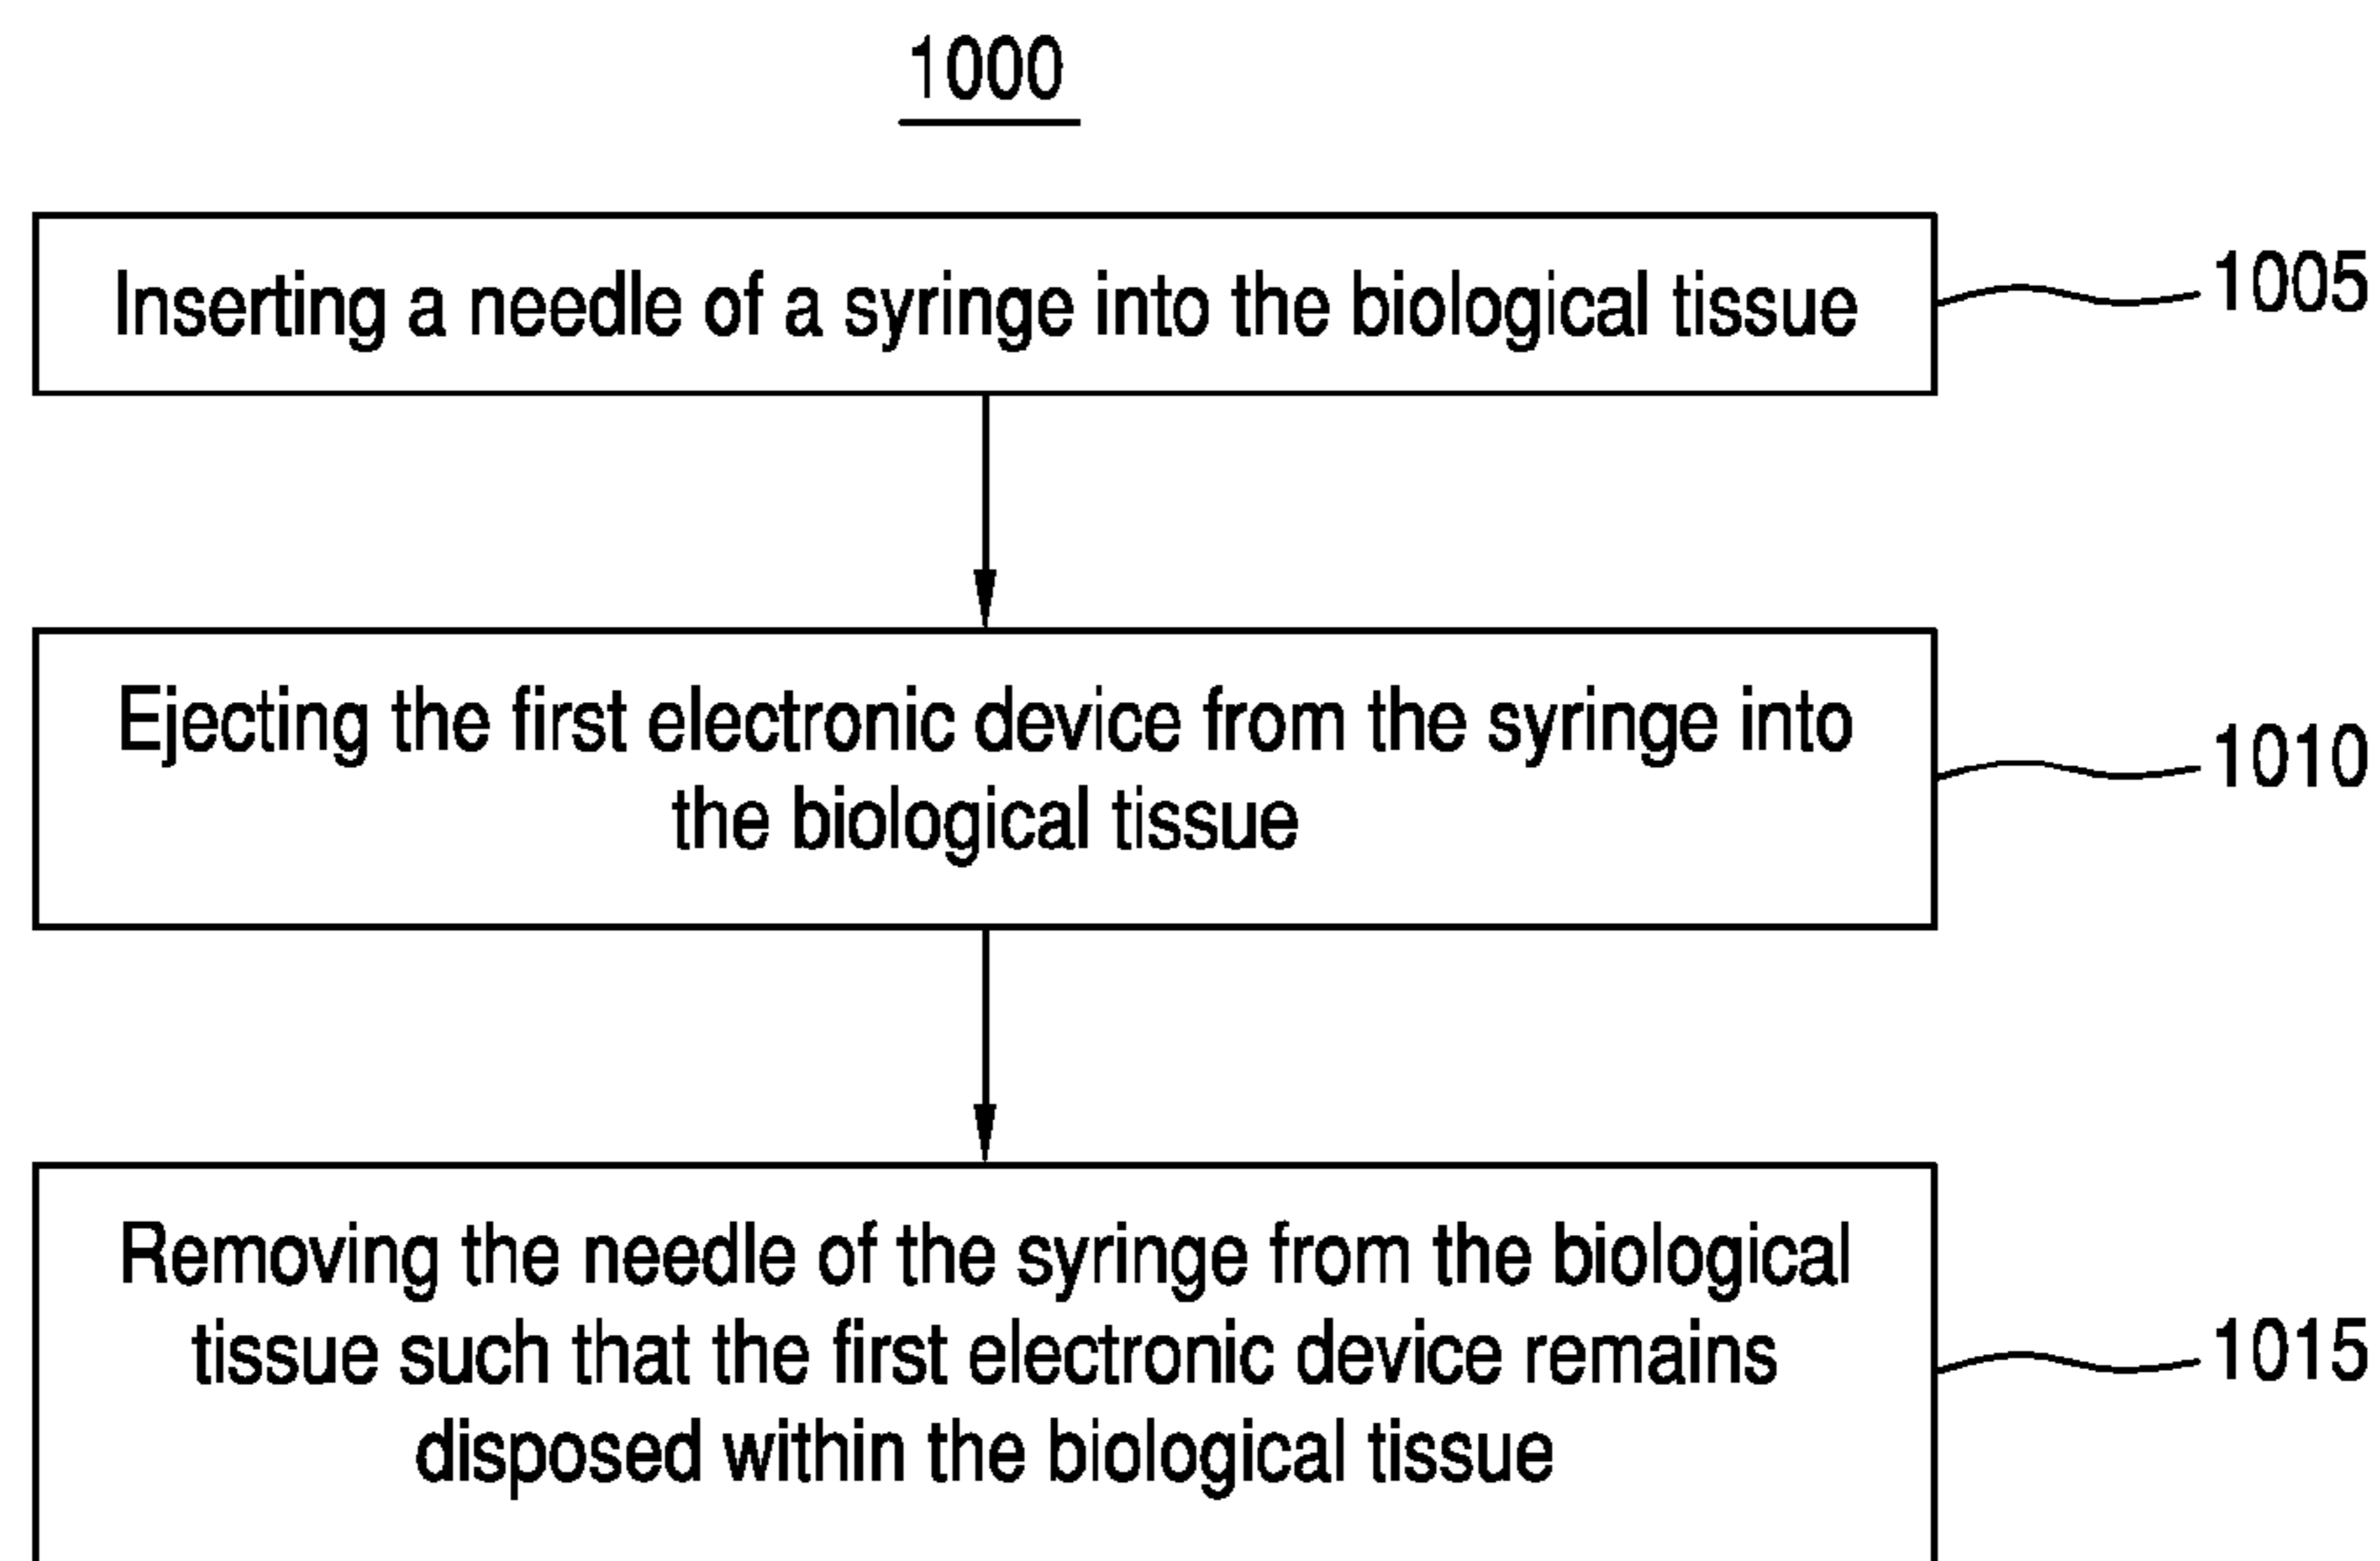 1000
Inserting a needle of a syringe into the biological tissue
1005
Ejecting the first electronic device from the syringe into
the biological tissue
1010
Removing the needle of the syringe from the biological
tissue such that the first electronic device remains
disposed within the biological tissue
1015